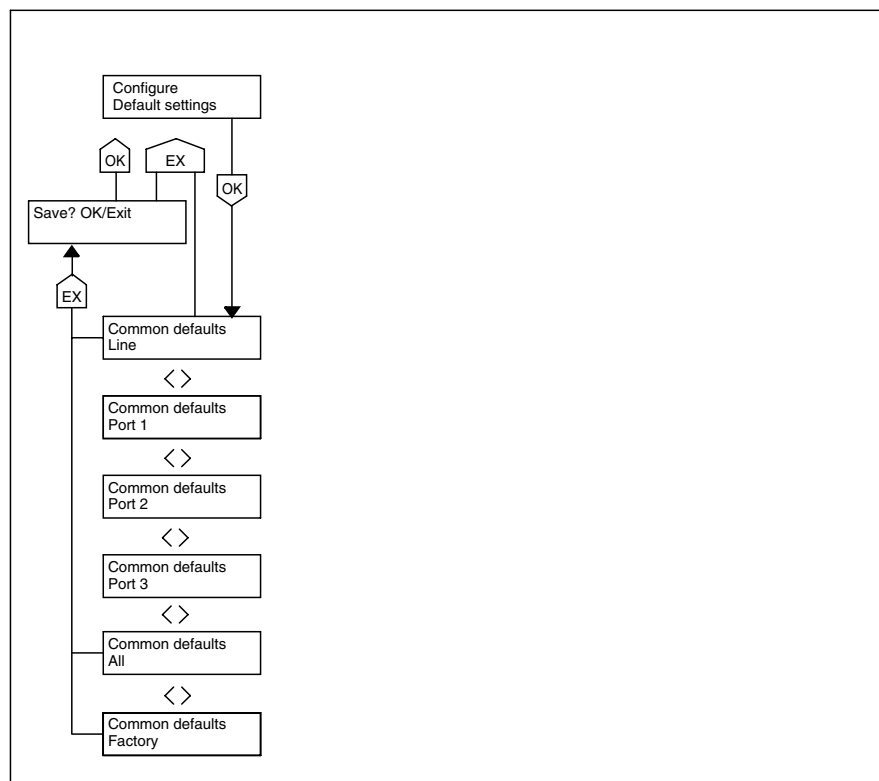 Configure
Default settings
OK
EX
OK
Save? OK/Exit
EX
Common defaults
Line
< >
Common defaults
Port 1
< >
Common defaults
Port 2
< >
Common defaults
Port 3
< >
Common defaults
All
< >
Common defaults
Factory